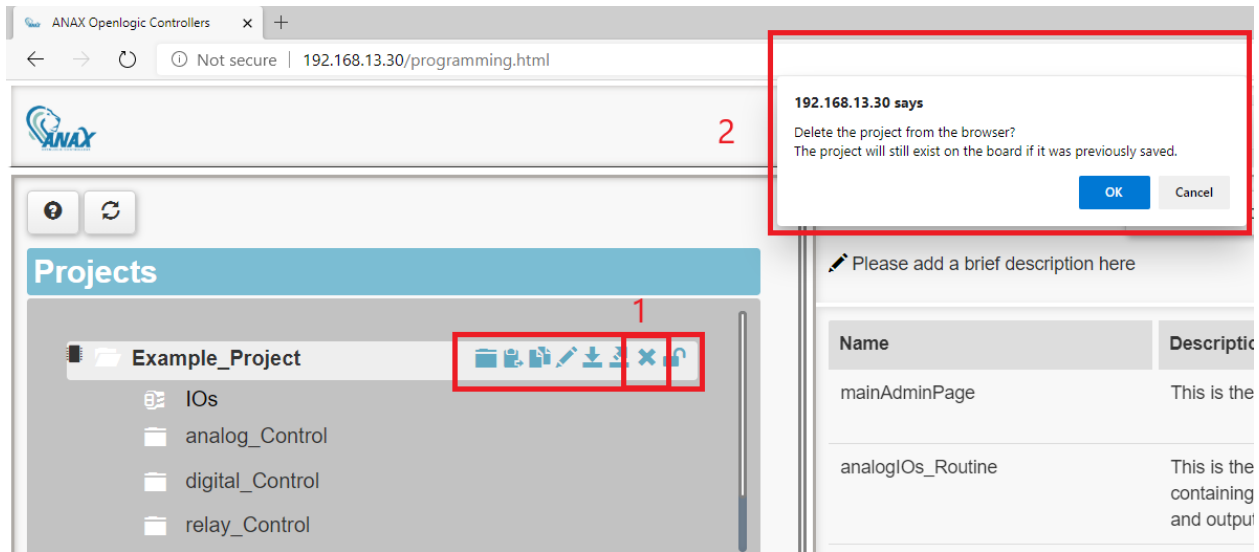 ANAX Openlogic Controllers
Not secure | 192.168.13.30/programming.html
ANAX
2
192.168.13.30 says
Delete the project from the browser?
The project will still exist on the board if it was previously saved.
OK Cancel
Projects
Please add a brief description here
1
Example_Project
IOs
analog_Control
digital_Control
relay_Control
Name Descriptio
mainAdminPage This is the
analogIOs_Routine This is the
containing
and output